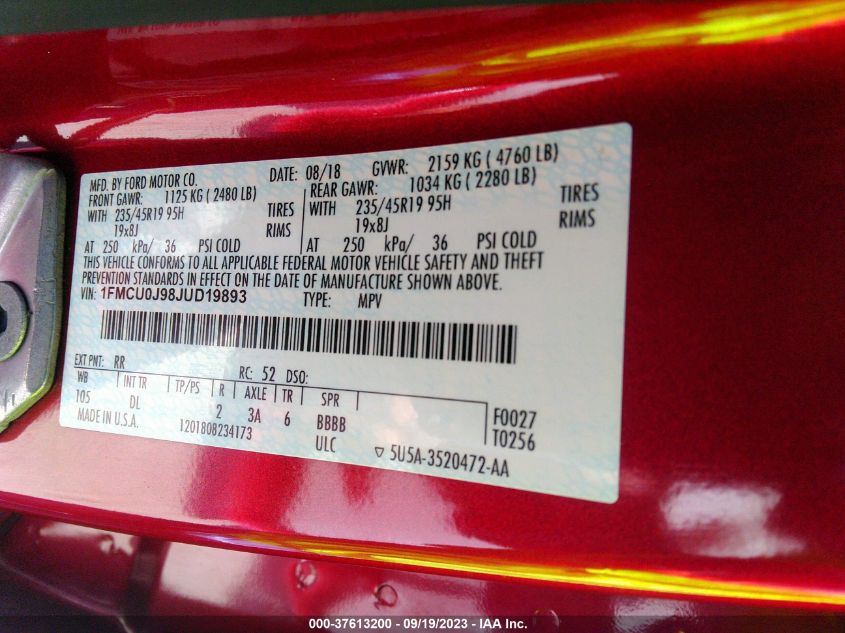 MFD. BY FORD MOTOR CO. DATE: 08/18 GVWR: 2159 KG ( 4760 LB)
FRONT GAWR: 1125 KG ( 2480 LB) REAR GAWR: 1034 KG ( 2280 LB)
WITH 235/45R19 95H TIRES WITH 235/45R19 95H TIRES
19x8J RIMS 19x8J RIMS
AT 250 kPa/ 36 PSI COLD AT 250 kPa/ 36 PSI COLD
THIS VEHICLE CONFORMS TO ALL APPLICABLE FEDERAL MOTOR VEHICLE SAFETY AND THEFT
PREVENTION STANDARDS IN EFFECT ON THE DATE OF MANUFACTURE SHOWN ABOVE.
VIN: 1FMCU0J98JUD19893 TYPE: MPV
EXT PNT: RR RC: 52 DSO:
WB INT TR TP/PS R AXLE TR SPR
105 DL 2 3A 6 BBBB F0027
MADE IN U.S.A. 1201808234173 ULC T0256
▽ 5U5A-3520472-AA
000-37613200 - 09/19/2023 - IAA Inc.